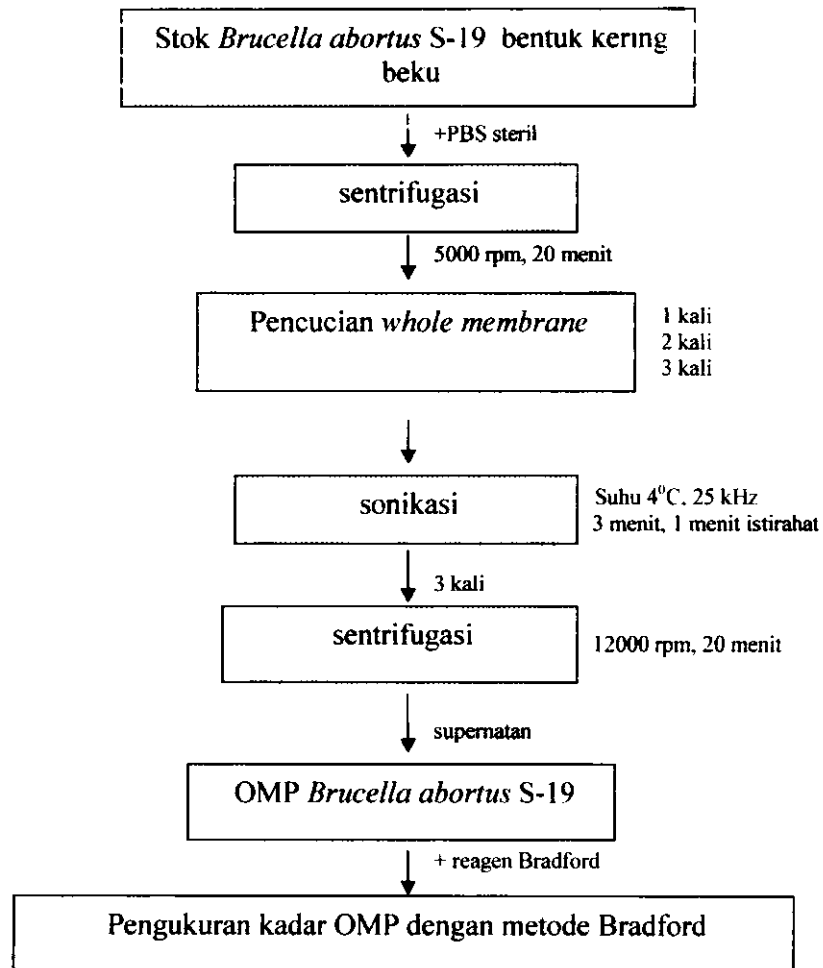 Stok Brucella abortus S-19 bentuk kering
beku
+PBS steril
sentrifugasi
5000 rpm, 20 menit
Pencucian whole membrane
1 kali
2 kali
3 kali
sonikasi
Suhu 4⁰C, 25 kHz
3 menit, 1 menit istirahat
3 kali
sentrifugasi
12000 rpm, 20 menit
supernatan
OMP Brucella abortus S-19
+ reagen Bradford
Pengukuran kadar OMP dengan metode Bradford